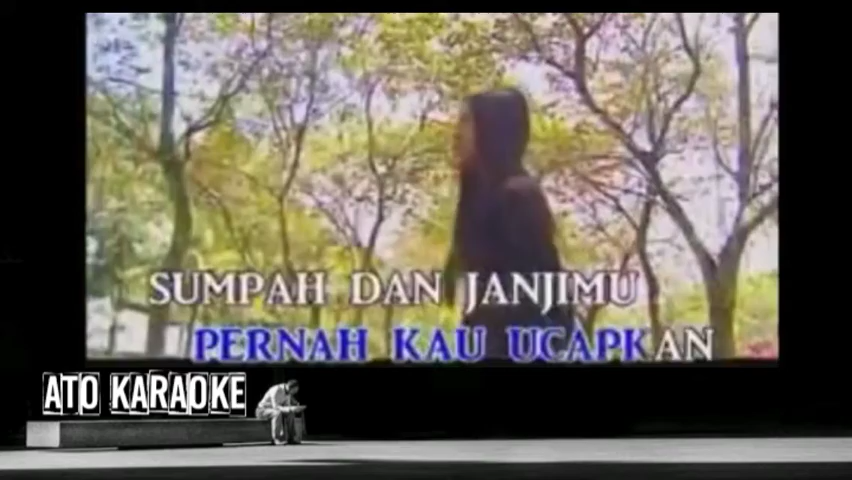 SUMPAH DAN JANJIMU
PERNAH KAU UCAPKAN
ATO KARAOKE